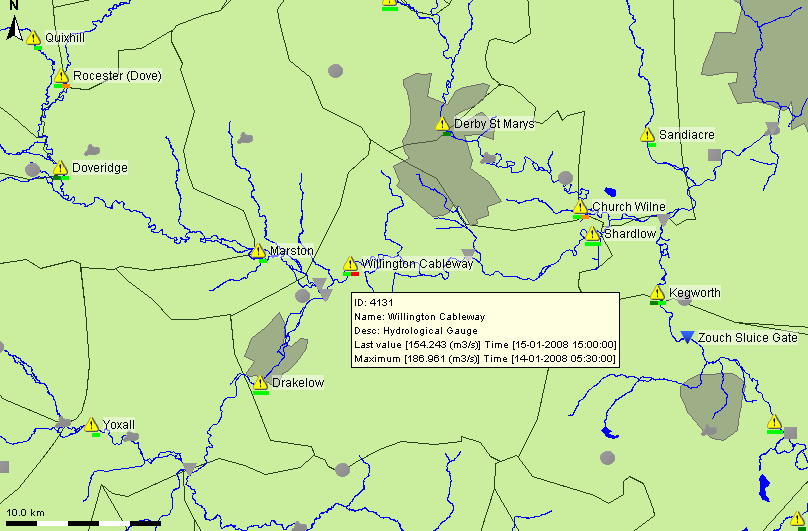 N
Quixhill
Rocester (Dove)
Derby St Marys
Sandiacre
Doveridge
Church Wilne
Shardlow
Marston
Willington Cableway
Kegworth
ID: 4131
Name: Willington Cableway
Desc: Hydrological Gauge
Last value [154.243 (m3/s)] Time [15-01-2008 15:00:00]
Maximum [186.961 (m3/s)] Time [14-01-2008 05:30:00]
Zouch Sluice Gate
Drakelow
Yoxall
10.0 km